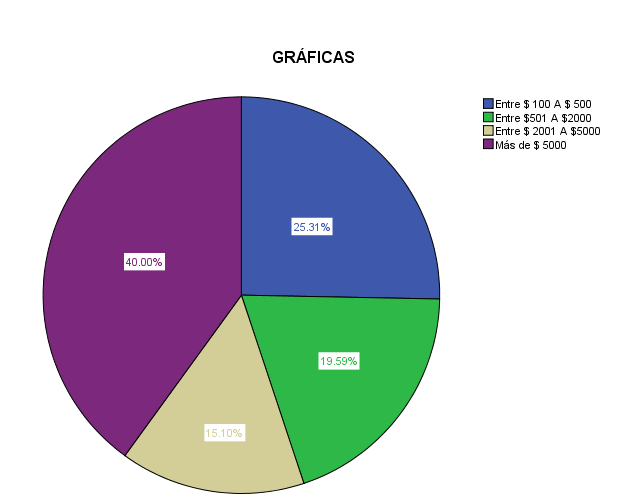 GRÁFICAS
Entre $ 100 A $ 500
Entre $501 A $2000
Entre $ 2001 A $5000
Más de $ 5000
25.31%
40.00%
19.59%
15.10%